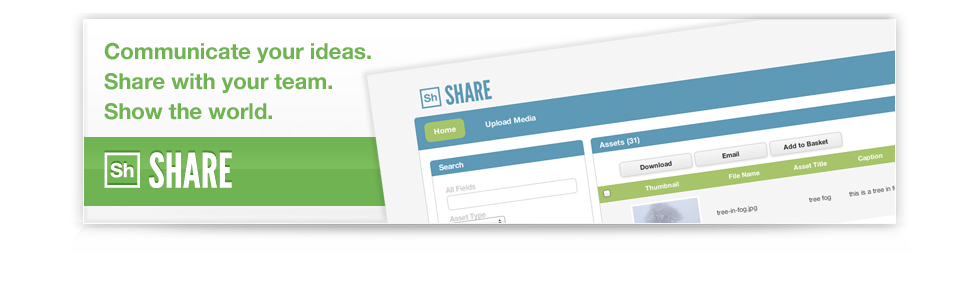 Communicate your ideas.
Share with your team.
Show the world.
Sh SHARE
Sh SHARE
Home Upload Media
Search
All Fields
Asset Type
Assets (31)
Download Email Add to Basket
Thumbnail File Name Asset Title Caption
tree-in-fog.jpg tree fog this is a tree in